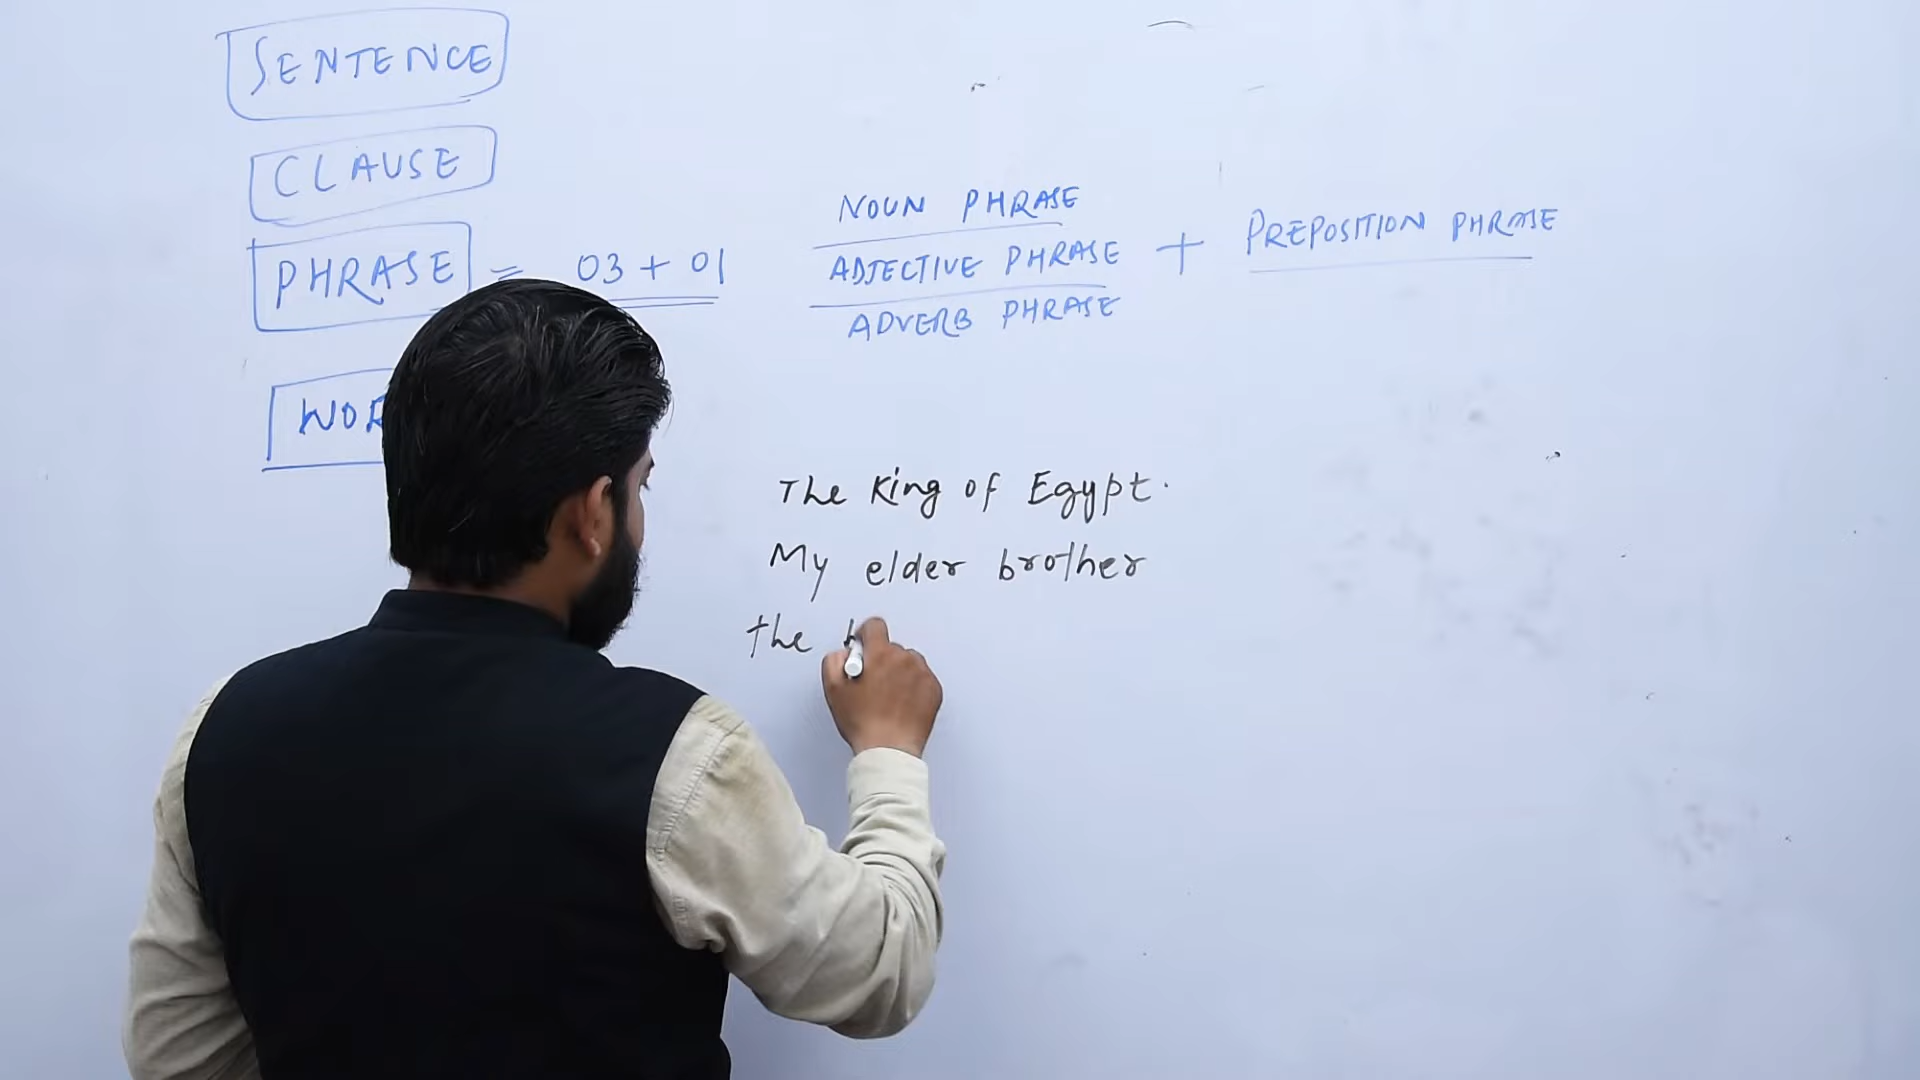 SENTENCE
CLAUSE
PHRASE = 03 + 01
NOUN PHRASE
ADJECTIVE PHRASE + PREPOSITION PHRASE
ADVERB PHRASE
The King of Egypt.
My elder brother
the